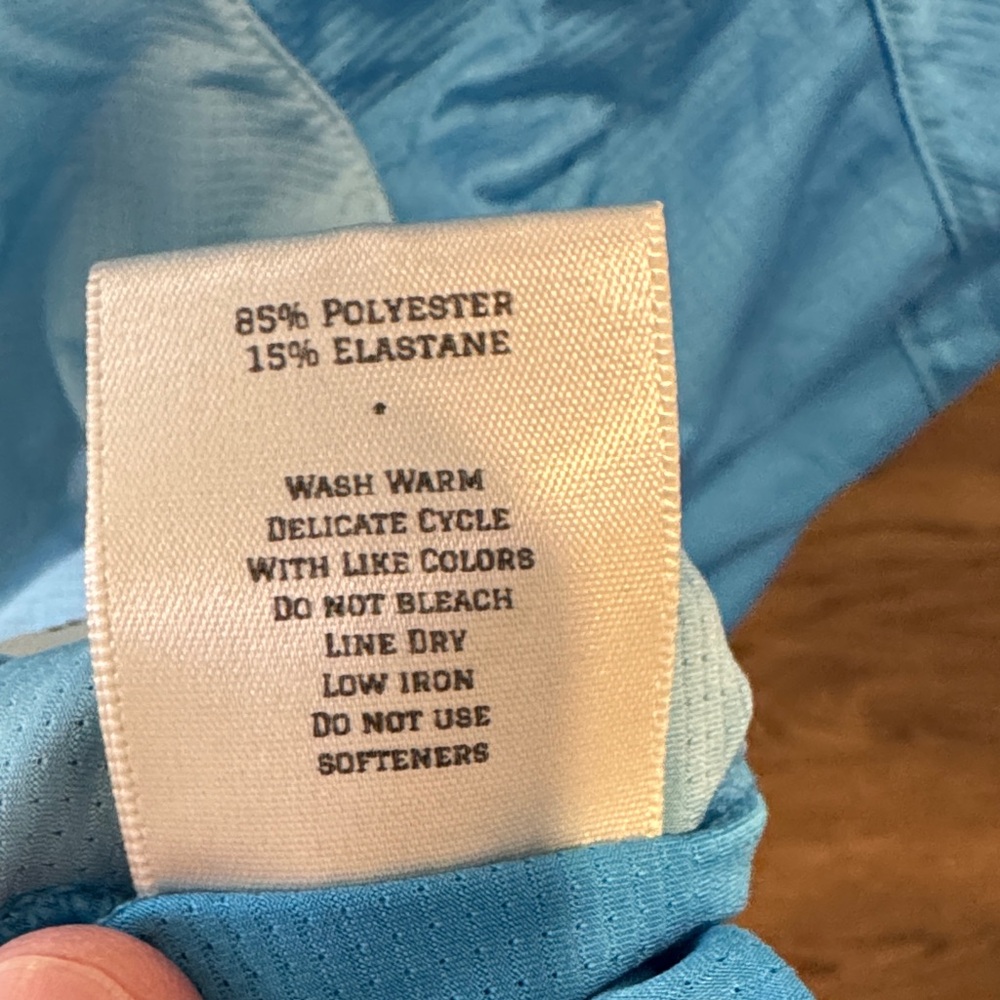 85% POLYESTER
15% ELASTANE
•
WASH WARM
DELICATE CYCLE
WITH LIKE COLORS
DO NOT BLEACH
LINE DRY
LOW IRON
DO NOT USE
SOFTENERS